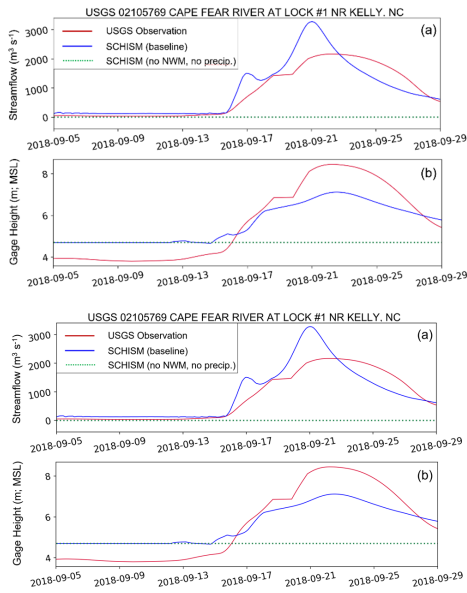 USGS 02105769 CAPE FEAR RIVER AT LOCK #1 NR KELLY. NC
(a)
USGS Observation
SCHISM (baseline)
SCHISM (no NWM, no precip.)
Streamflow (m³ s⁻¹)
3000
2000
1000
0
2018-09-05 2018-09-09 2018-09-13 2018-09-17 2018-09-21 2018-09-25 2018-09-29
(b)
Gage Height (m; MSL)
8
6
4
2018-09-05 2018-09-09 2018-09-13 2018-09-17 2018-09-21 2018-09-25 2018-09-29
USGS 02105769 CAPE FEAR RIVER AT LOCK #1 NR KELLY. NC
(a)
USGS Observation
SCHISM (baseline)
SCHISM (no NWM, no precip.)
Streamflow (m³ s⁻¹)
3000
2000
1000
0
2018-09-05 2018-09-09 2018-09-13 2018-09-17 2018-09-21 2018-09-25 2018-09-29
(b)
Gage Height (m; MSL)
8
6
4
2018-09-05 2018-09-09 2018-09-13 2018-09-17 2018-09-21 2018-09-25 2018-09-29